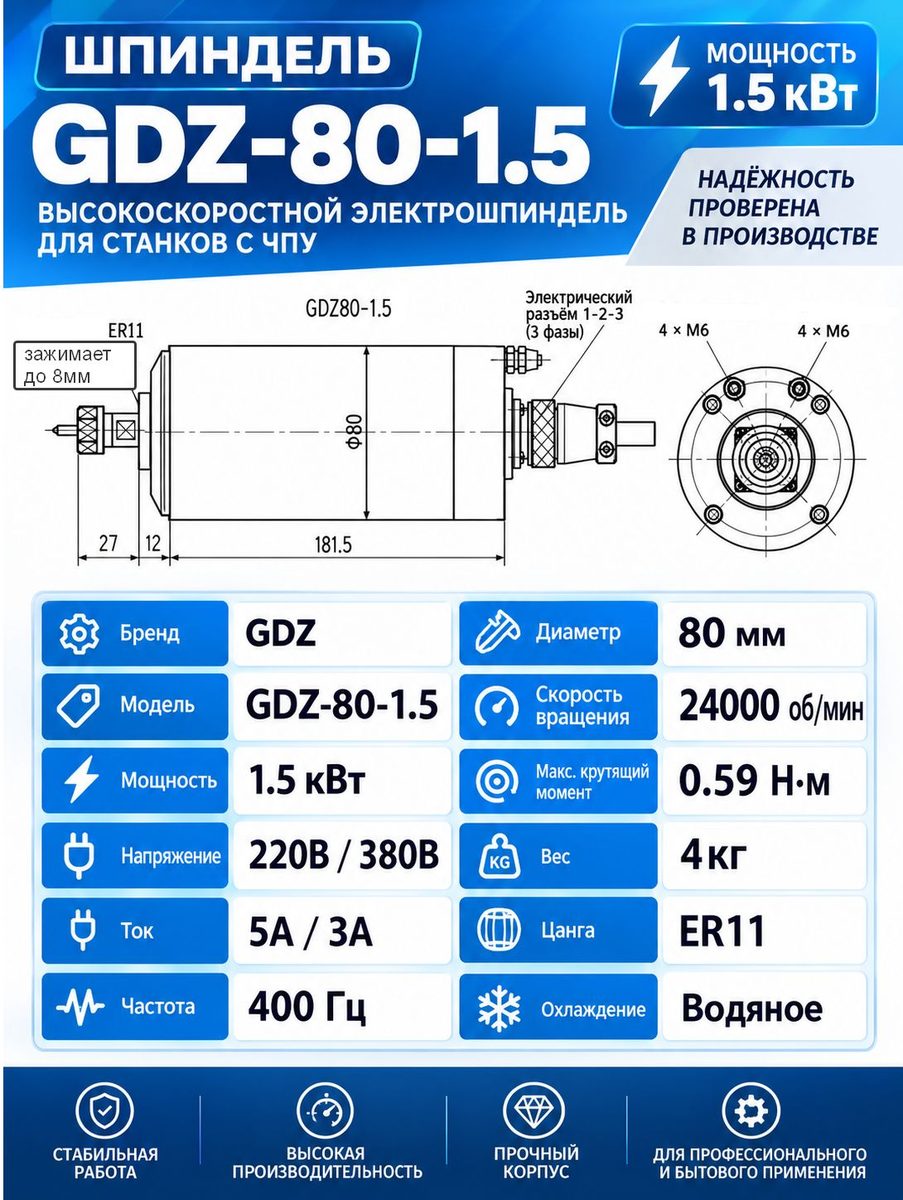 ШПИНДЕЛЬ
GDZ-80-1.5
ВЫСОКОСКОРОСТНОЙ ЭЛЕКТРОШПИНДЕЛЬ
ДЛЯ СТАНКОВ С ЧПУ
МОЩНОСТЬ
1.5 кВт
НАДЁЖНОСТЬ
ПРОВЕРЕНА
В ПРОИЗВОДСТВЕ
GDZ80-1.5
Электрический
разъём 1-2-3
(3 фазы)
ER11
зажимает
до 8мм
4 × M6
4 × M6
Ф80
27
12
181.5
Бренд
GDZ
Диаметр
80 мм
Модель
GDZ-80-1.5
Скорость
вращения
24000 об/мин
Мощность
1.5 кВт
Макс. крутящий
момент
0.59 Н·м
Напряжение
220В / 380В
KG
Вес
4 кг
Ток
5А / 3А
Цанга
ER11
Частота
400 Гц
Охлаждение
Водяное
СТАБИЛЬНАЯ
РАБОТА
ВЫСОКАЯ
ПРОИЗВОДИТЕЛЬНОСТЬ
ПРОЧНЫЙ
КОРПУС
ДЛЯ ПРОФЕССИОНАЛЬНОГО
И БЫТОВОГО ПРИМЕНЕНИЯ